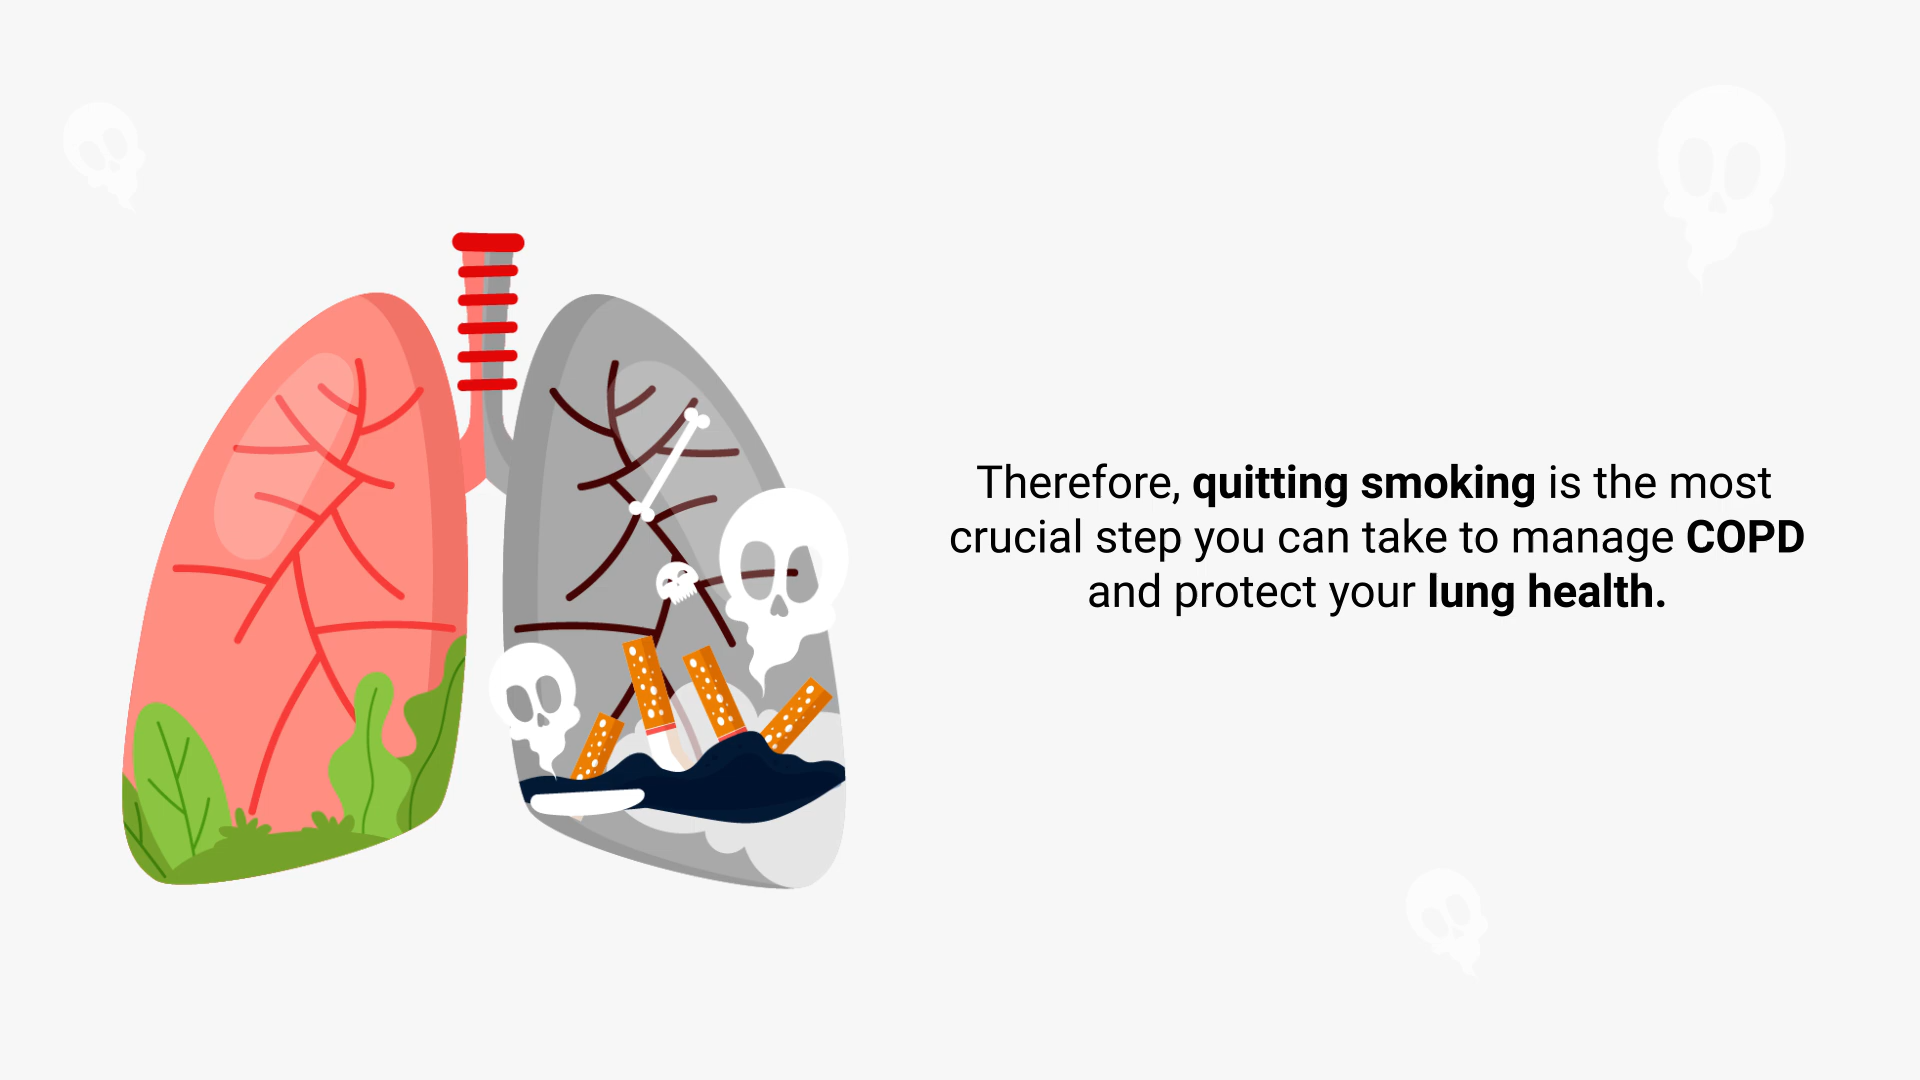 Therefore, quitting smoking is the most
crucial step you can take to manage COPD
and protect your lung health.